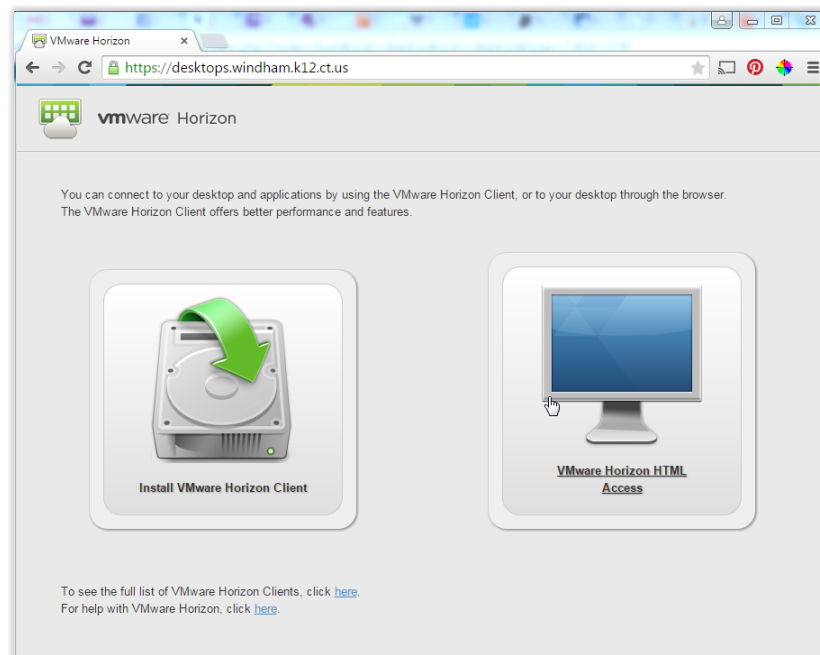 VMware Horizon
https://desktops.windham.k12.ct.us
vmware Horizon
You can connect to your desktop and applications by using the VMware Horizon Client, or to your desktop through the browser.
The VMware Horizon Client offers better performance and features.
Install VMware Horizon Client
VMware Horizon HTML
Access
To see the full list of VMware Horizon Clients, click here.
For help with VMware Horizon, click here.